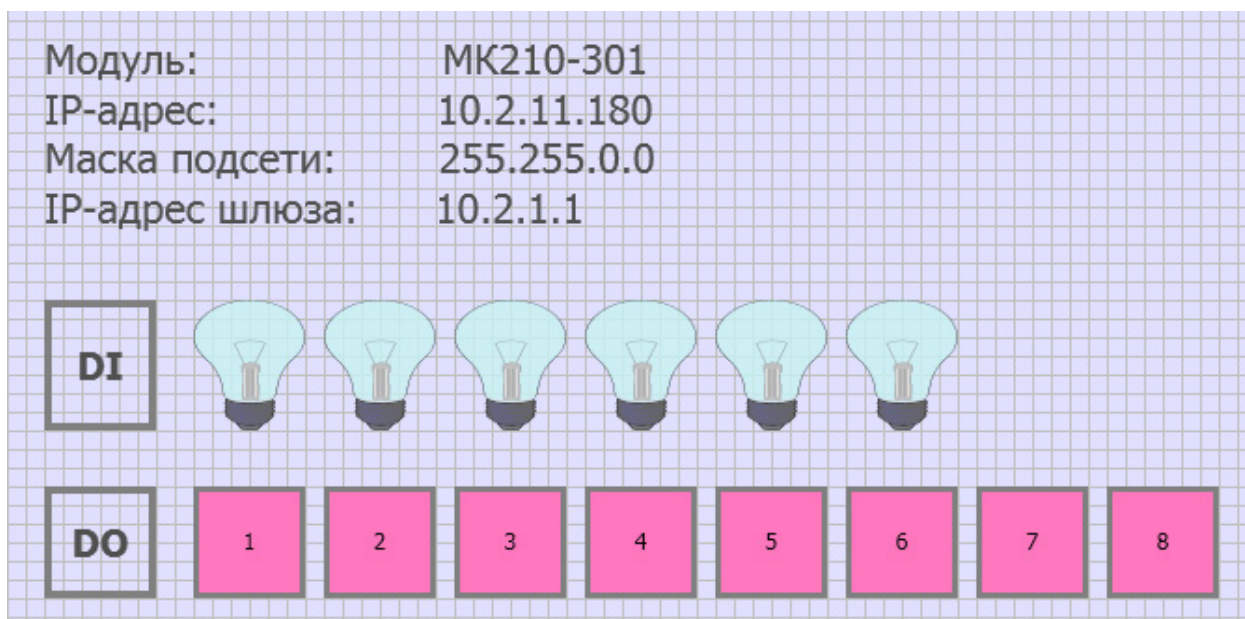 Модуль: МК210-301
IP-адрес: 10.2.11.180
Маска подсети: 255.255.0.0
IP-адрес шлюза: 10.2.1.1
DI
DO 1 2 3 4 5 6 7 8